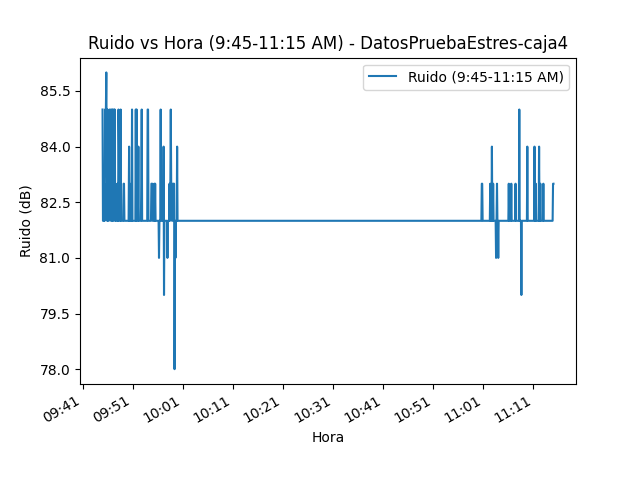 Ruido vs Hora (9:45-11:15 AM) - DatosPruebaEstres-caja4
Ruido (9:45-11:15 AM)
85.5
84.0
82.5
81.0
79.5
78.0
Ruido (dB)
09:41 09:51 10:01 10:11 10:21 10:31 10:41 10:51 11:01 11:11
Hora